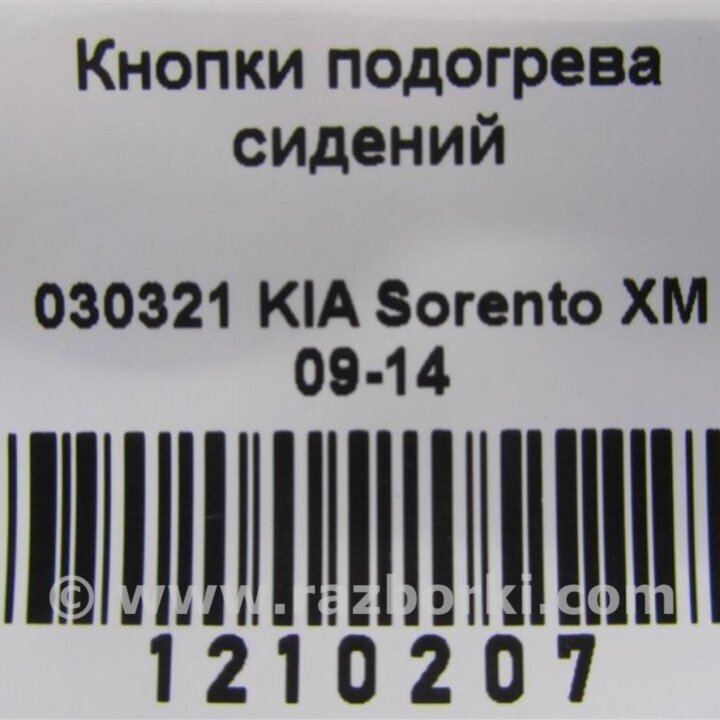 Кнопки подогрева
сидений
030321 KIA Sorento XM
09-14
© www.razborki.com
1210207